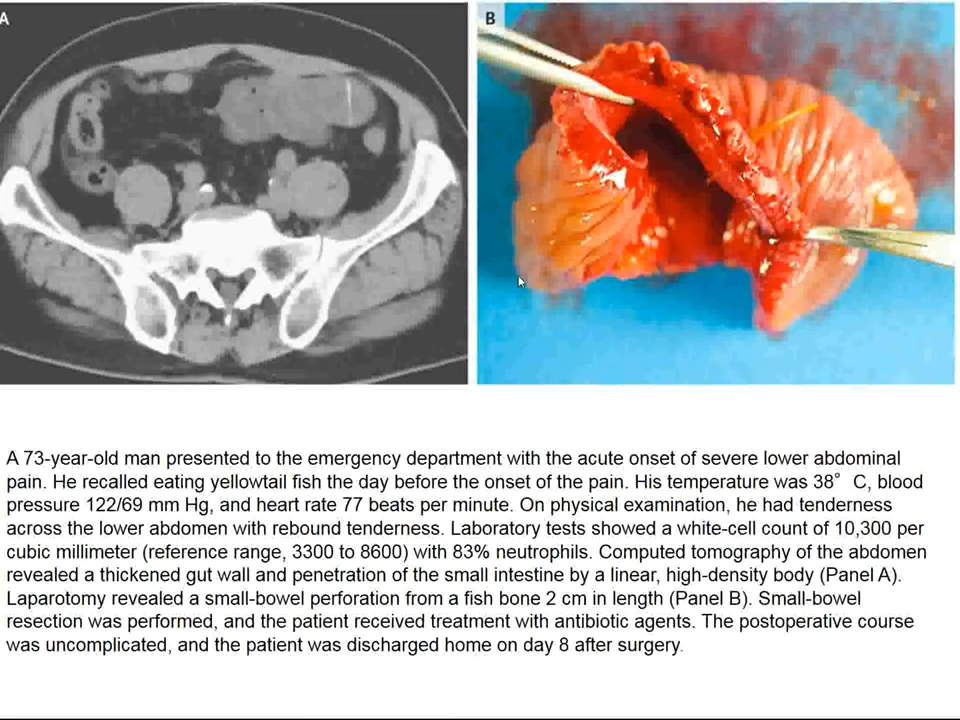 A
B
A 73-year-old man presented to the emergency department with the acute onset of severe lower abdominal
pain. He recalled eating yellowtail fish the day before the onset of the pain. His temperature was 38° C, blood
pressure 122/69 mm Hg, and heart rate 77 beats per minute. On physical examination, he had tenderness
across the lower abdomen with rebound tenderness. Laboratory tests showed a white-cell count of 10,300 per
cubic millimeter (reference range, 3300 to 8600) with 83% neutrophils. Computed tomography of the abdomen
revealed a thickened gut wall and penetration of the small intestine by a linear, high-density body (Panel A).
Laparotomy revealed a small-bowel perforation from a fish bone 2 cm in length (Panel B). Small-bowel
resection was performed, and the patient received treatment with antibiotic agents. The postoperative course
was uncomplicated, and the patient was discharged home on day 8 after surgery.